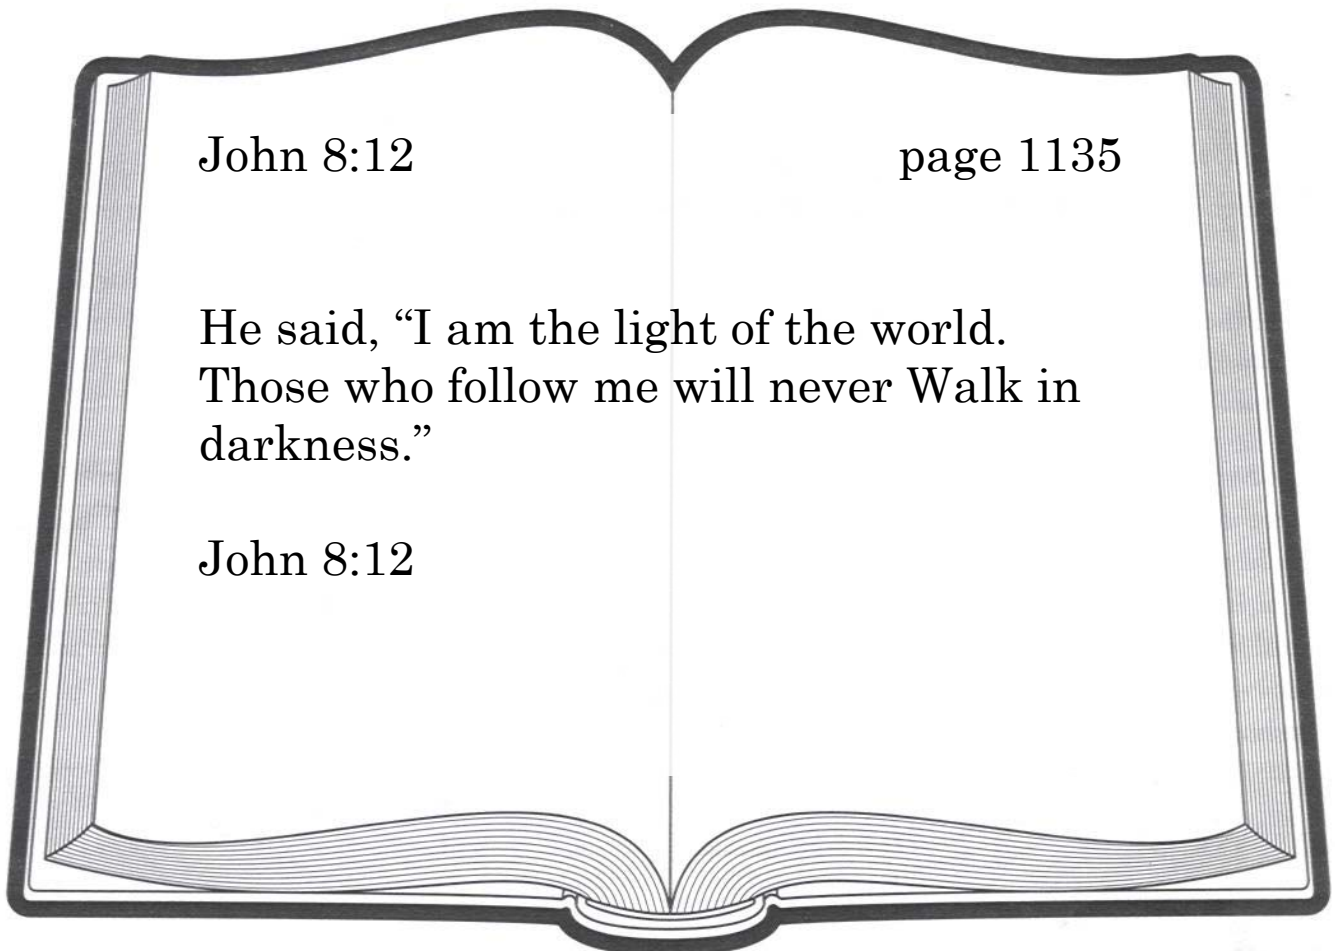 John 8:12 page 1135
He said, “I am the light of the world.
Those who follow me will never Walk in
darkness.”
John 8:12